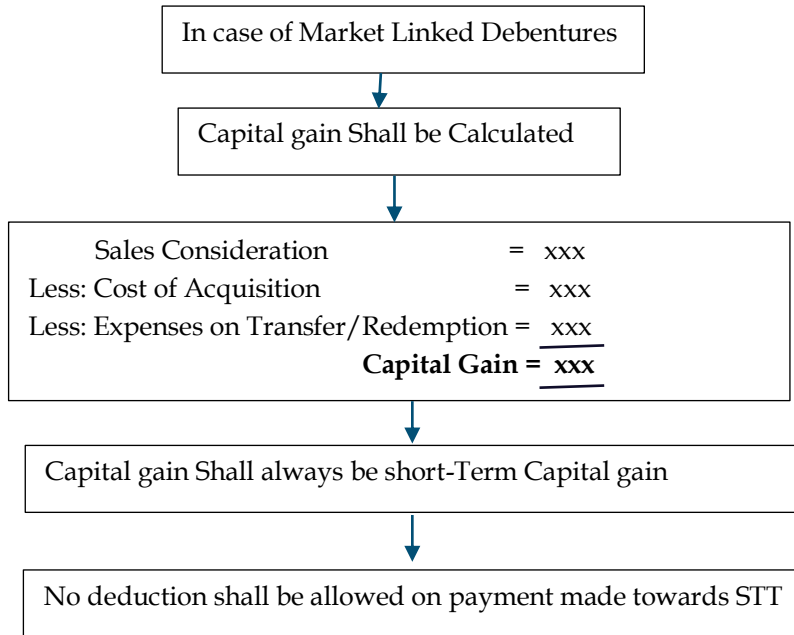 In case of Market Linked Debentures
Capital gain Shall be Calculated
Sales Consideration = xxx
Less: Cost of Acquisition = xxx
Less: Expenses on Transfer/Redemption = xxx
Capital Gain = xxx
Capital gain Shall always be short-Term Capital gain
No deduction shall be allowed on payment made towards STT